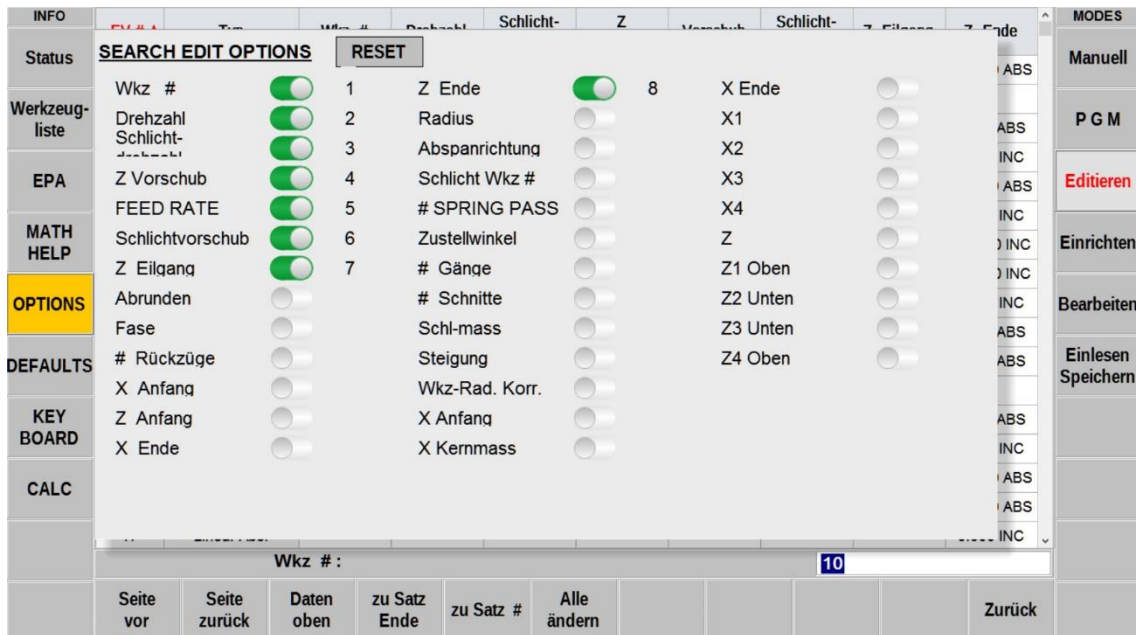 INFO
Schlicht-
Z
Schlicht-
MODES
Status
Werkzeug-
liste
EPA
MATH
HELP
OPTIONS
DEFAULTS
KEY
BOARD
CALC
SEARCH EDIT OPTIONS RESET
Wkz # 1
Drehzahl 2
Schlicht- 3
Z Vorschub 4
FEED RATE 5
Schlichtvorschub 6
Z Eilgang 7
Abrunden
Fase
# Rückzüge
X Anfang
Z Anfang
X Ende
Z Ende 8
Radius
Abspanrichtung
Schlicht Wkz #
# SPRING PASS
Zustellwinkel
# Gänge
# Schnitte
Schl-mass
Steigung
Wkz-Rad. Korr.
X Anfang
X Kernmass
X Ende
X1
X2
X3
X4
Z
Z1 Oben
Z2 Unten
Z3 Unten
Z4 Oben
ABS
ABS
INC
ABS
INC
INC
INC
INC
ABS
ABS
ABS
INC
ABS
ABS
INC
Manuell
P G M
Editieren
Einrichten
Bearbeiten
Einlesen
Speichern
Wkz # : 10
Seite
vor
Seite
zurück
Daten
oben
zu Satz
Ende
zu Satz #
Alle
ändern
Zurück